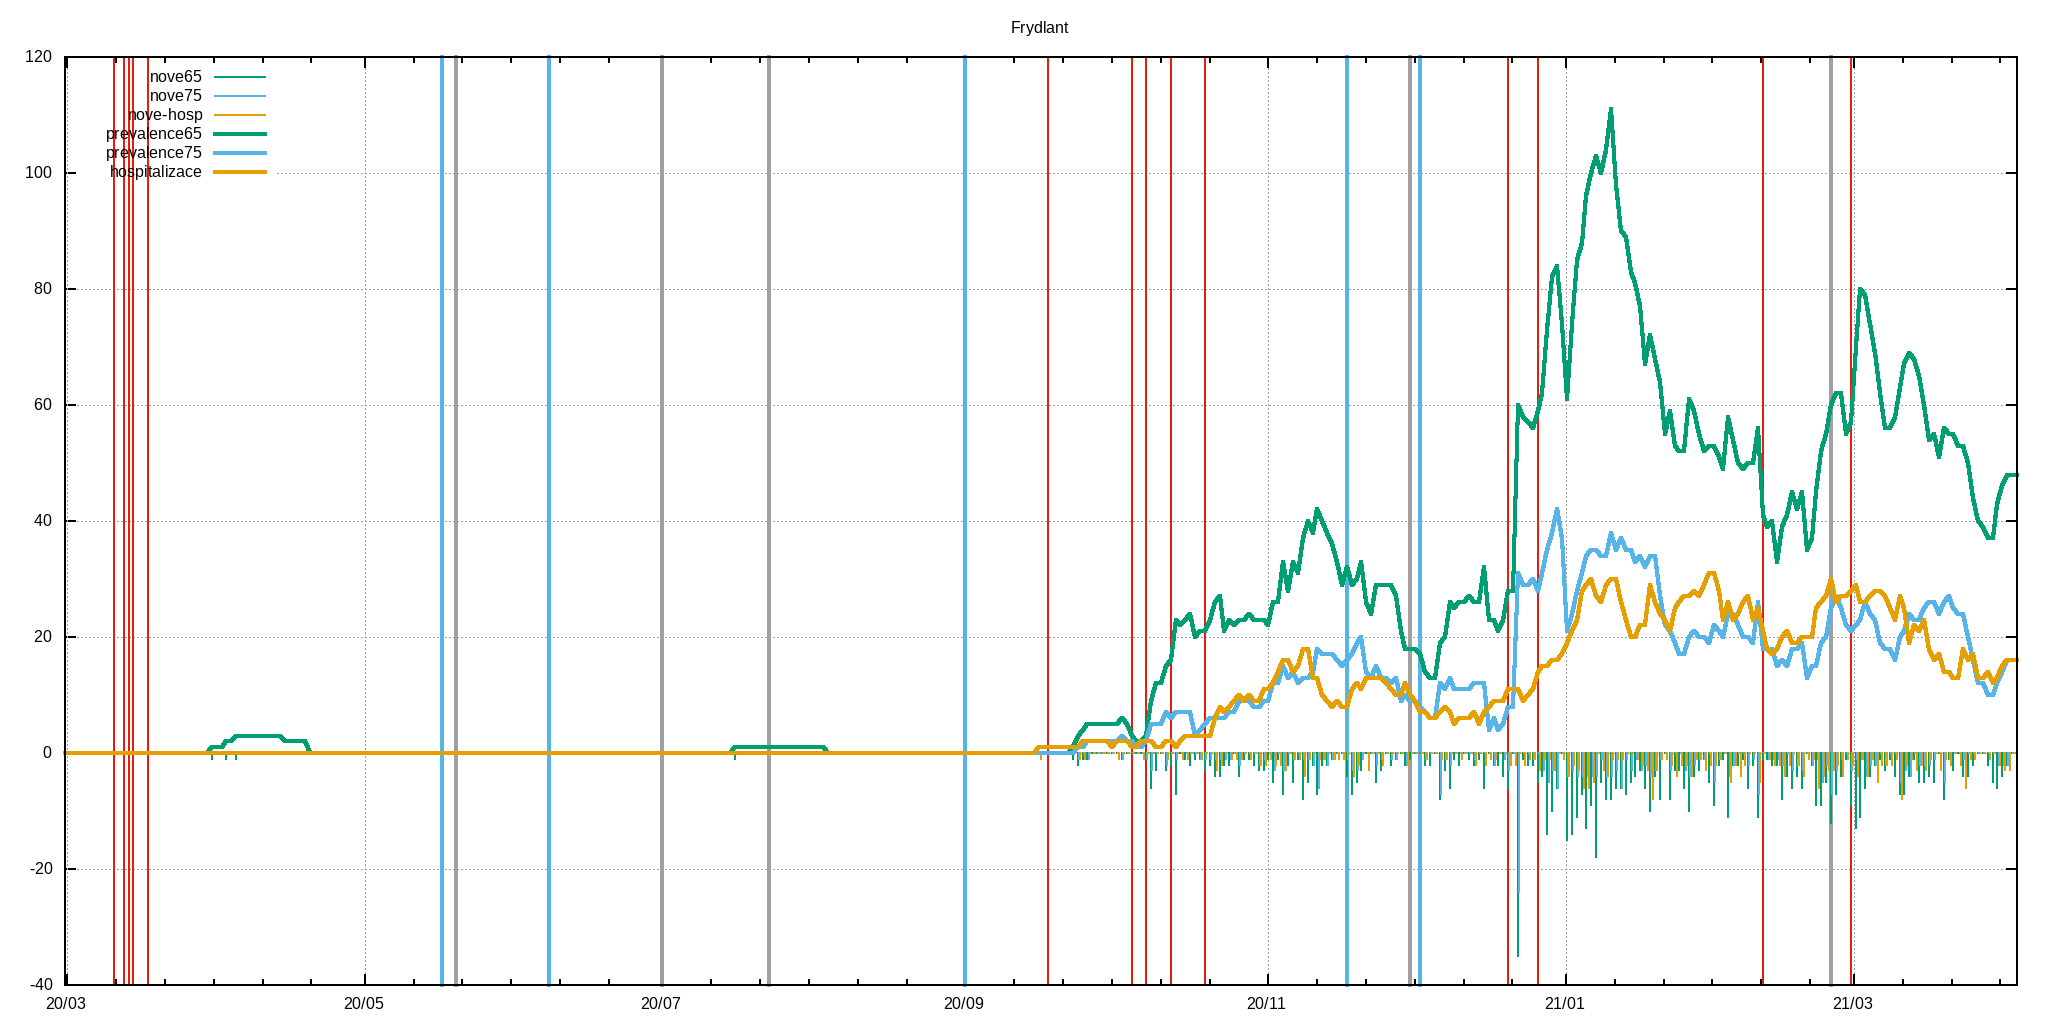 Frydlant
120
100
80
60
40
20
0
-20
-40
nove65
nove75
nove-hosp
prevalence65
prevalence75
hospitalizace
20/03 20/05 20/07 20/09 20/11 21/01 21/03